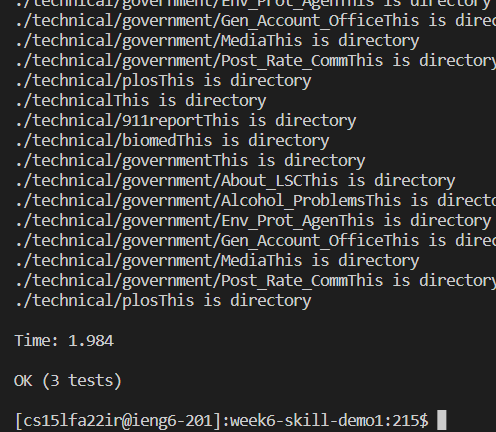 ./technical/government/Env_Prot_AgenThis is directory
./technical/government/Gen_Account_OfficeThis is direc
./technical/government/MediaThis is directory
./technical/government/Post_Rate_CommThis is directory
./technical/plosThis is directory
./technicalThis is directory
./technical/911reportThis is directory
./technical/biomedThis is directory
./technical/governmentThis is directory
./technical/government/About_LSCThis is directory
./technical/government/Alcohol_ProblemsThis is directo
./technical/government/Env_Prot_AgenThis is directory
./technical/government/Gen_Account_OfficeThis is direc
./technical/government/MediaThis is directory
./technical/government/Post_Rate_CommThis is directory
./technical/plosThis is directory
Time: 1.984
OK (3 tests)
[cs15lfa22ir@ieng6-201]:week6-skill-demo1:215$